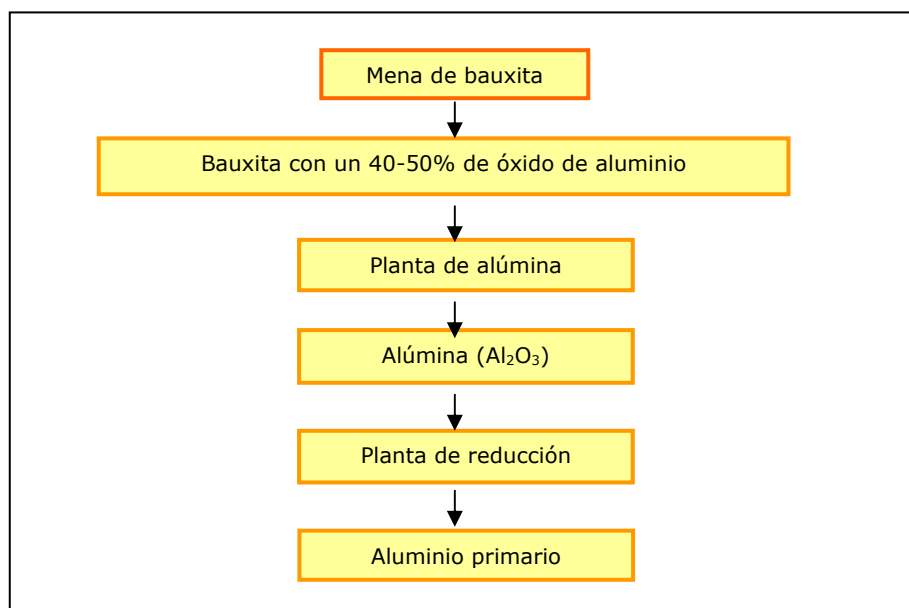 Mena de bauxita
Bauxita con un 40-50% de óxido de aluminio
Planta de alúmina
Alúmina (Al₂O₃)
Planta de reducción
Aluminio primario